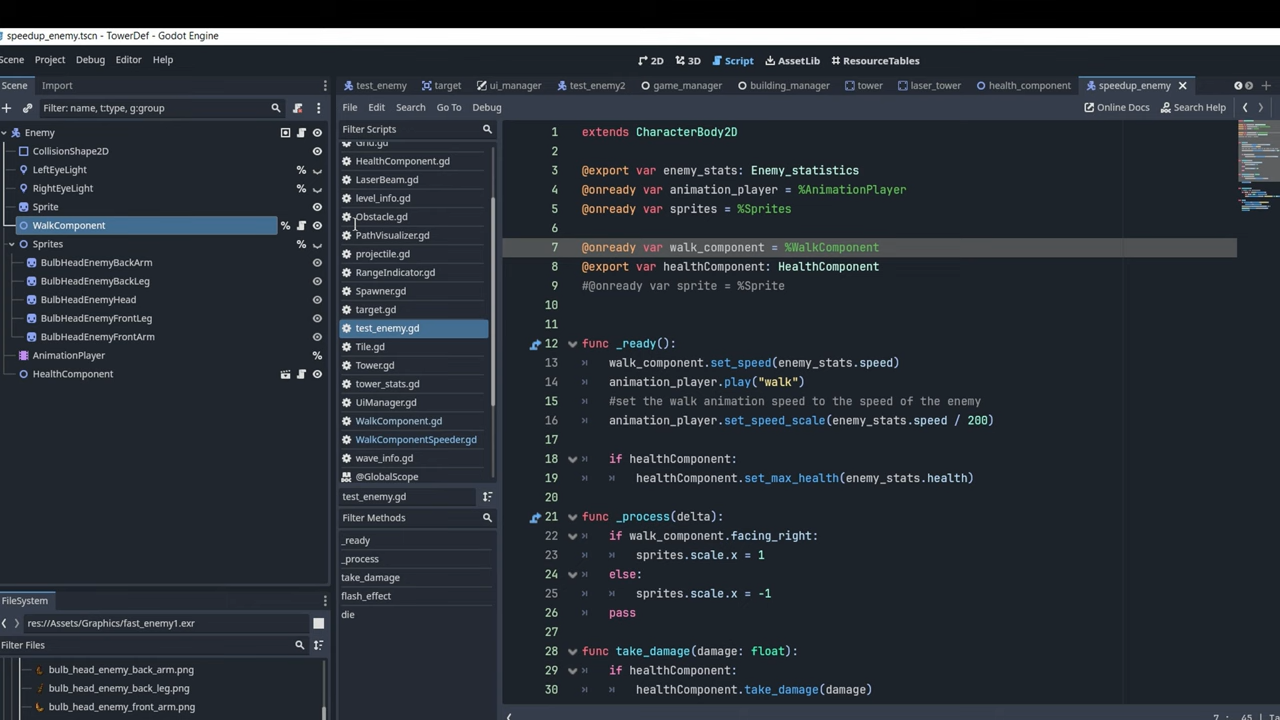 speedup_enemy.tscn - TowerDef - Godot Engine
Scene Project Debug Editor Help
2D 3D Script AssetLib ResourceTables
Scene Import
test_enemy target ui_manager test_enemy2 game_manager building_manager tower laser_tower health_component speedup_enemy
Filter: name, t:type, g:group
File Edit Search Go To Debug
Online Docs Search Help
Enemy
CollisionShape2D
LeftEyeLight
RightEyeLight
Sprite
WalkComponent
Sprites
BulbHeadEnemyBackArm
BulbHeadEnemyBackLeg
BulbHeadEnemyHead
BulbHeadEnemyFrontLeg
BulbHeadEnemyFrontArm
AnimationPlayer
HealthComponent
FileSystem
res://Assets/Graphics/fast_enemy1.exr
Filter Files
bulb_head_enemy_back_arm.png
bulb_head_enemy_back_leg.png
bulb_head_enemy_front_arm.png
Filter Scripts
Grid.gd
HealthComponent.gd
LaserBeam.gd
level_info.gd
Obstacle.gd
PathVisualizer.gd
projectile.gd
RangeIndicator.gd
Spawner.gd
target.gd
test_enemy.gd
Tile.gd
Tower.gd
tower_stats.gd
UiManager.gd
WalkComponent.gd
WalkComponentSpeeder.gd
wave_info.gd
@GlobalScope
test_enemy.gd
Filter Methods
_ready
_process
take_damage
flash_effect
die
1 extends CharacterBody2D
2
3 @export var enemy_stats: Enemy_statistics
4 @onready var animation_player = %AnimationPlayer
5 @onready var sprites = %Sprites
6
7 @onready var walk_component = %WalkComponent
8 @export var healthComponent: HealthComponent
9 #@onready var sprite = %Sprite
10
11
12 func _ready():
13 walk_component.set_speed(enemy_stats.speed)
14 animation_player.play("walk")
15 #set the walk animation speed to the speed of the enemy
16 animation_player.set_speed_scale(enemy_stats.speed / 200)
17
18 if healthComponent:
19 healthComponent.set_max_health(enemy_stats.health)
20
21 func _process(delta):
22 if walk_component.facing_right:
23 sprites.scale.x = 1
24 else:
25 sprites.scale.x = -1
26 pass
27
28 func take_damage(damage: float):
29 if healthComponent:
30 healthComponent.take_damage(damage)